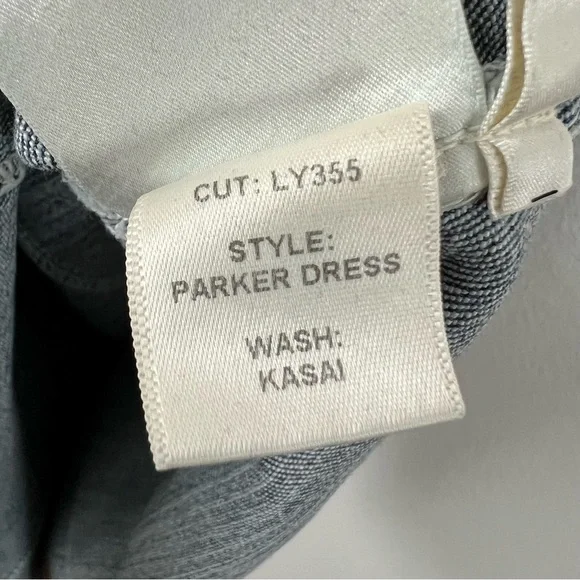 CUT: LY355
STYLE:
PARKER DRESS
WASH:
KASAI